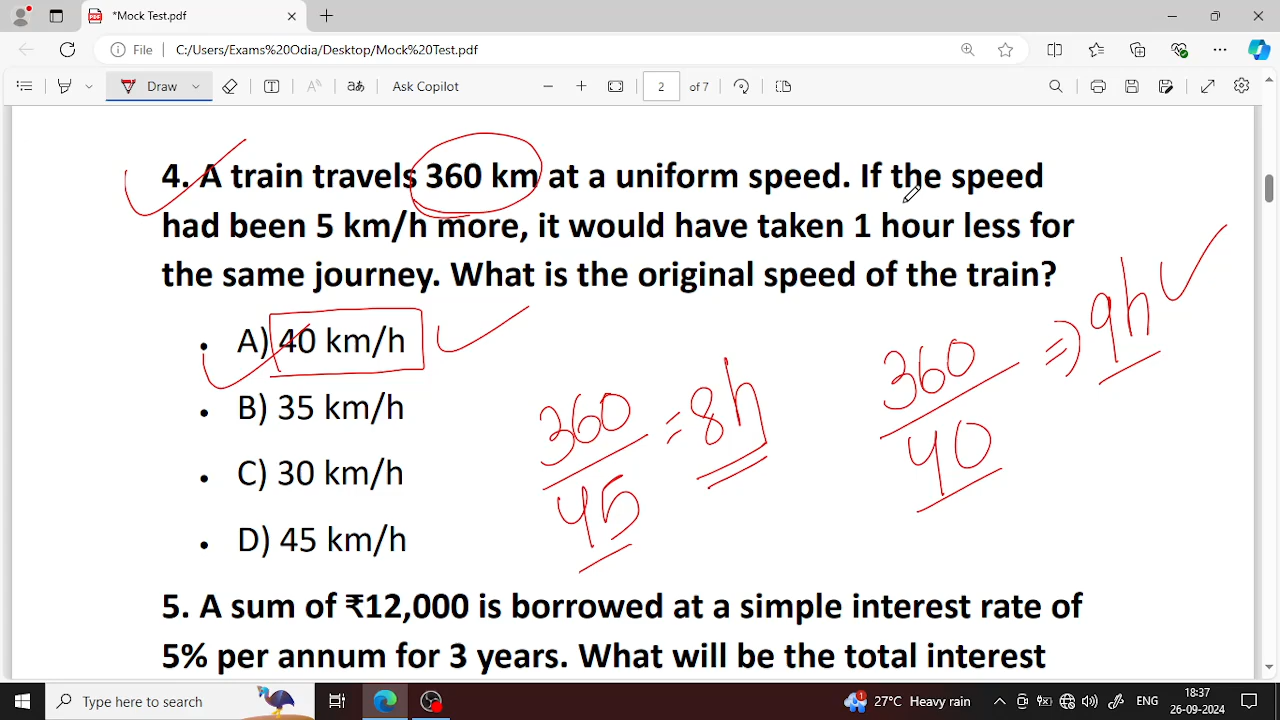 *Mock Test.pdf
File
C:/Users/Exams%20Odia/Desktop/Mock%20Test.pdf
Draw
aあ
Ask Copilot
2
of 7
4. A train travels 360 km at a uniform speed. If the speed
had been 5 km/h more, it would have taken 1 hour less for
the same journey. What is the original speed of the train?
A) 40 km/h
B) 35 km/h
C) 30 km/h
D) 45 km/h
360
45
= 8h
360
40
⇒ 9h
5. A sum of ₹12,000 is borrowed at a simple interest rate of
5% per annum for 3 years. What will be the total interest
Type here to search
1
27°C Heavy rain
ENG
18:37
26-09-2024